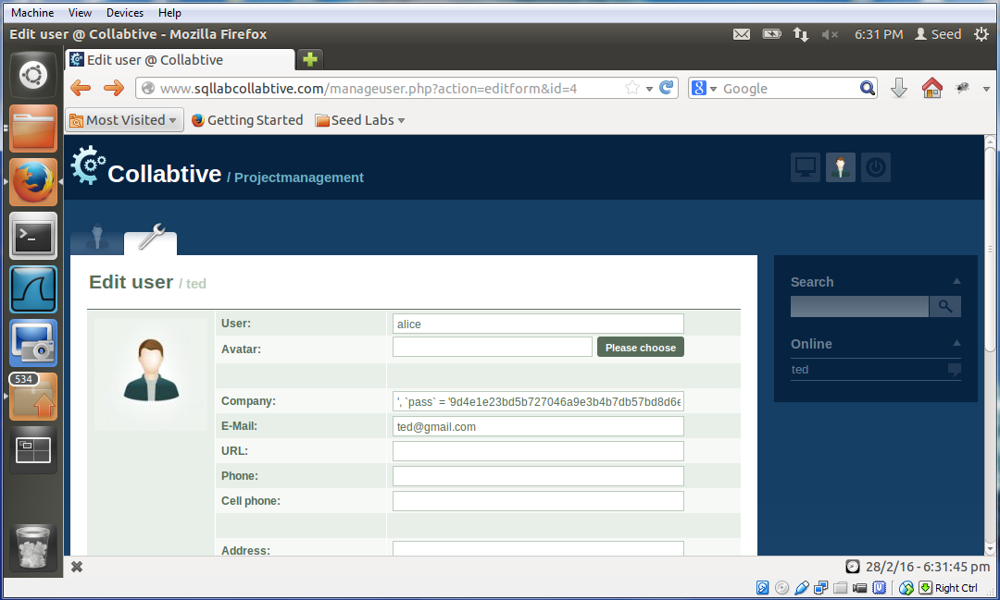 Machine View Devices Help
Edit user @ Collabtive - Mozilla Firefox 6:31 PM Seed
Edit user @ Collabtive
www.sqllabcollabtive.com/manageuser.php?action=editform&id=4 Google
Most Visited Getting Started Seed Labs
Collabtive / Projectmanagement
Edit user / ted
Search
User: alice
Avatar: Please choose
Online
ted
534
Company: ', `pass` = '9d4e1e23bd5b727046a9e3b4b7db57bd8d6e
E-Mail: ted@gmail.com
URL:
Phone:
Cell phone:
Address:
28/2/16 - 6:31:45 pm
Right Ctrl